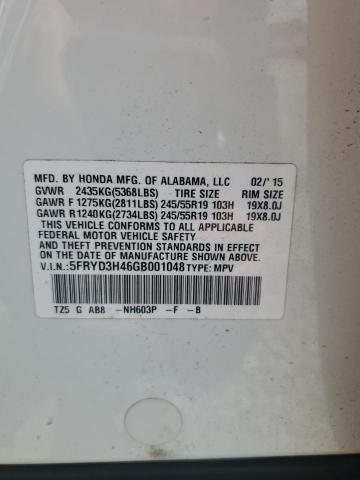 MFD. BY HONDA MFG. OF ALABAMA, LLC 02/'15
GVWR 2435KG(5368LBS) TIRE SIZE RIM SIZE
GAWR F 1275KG(2811LBS) 245/55R19 103H 19X8.0J
GAWR R 1240KG(2734LBS) 245/55R19 103H 19X8.0J
THIS VEHICLE CONFORMS TO ALL APPLICABLE
FEDERAL MOTOR VEHICLE SAFETY AND THEFT
PREVENTION STANDARDS IN EFFECT ON THE DATE
OF MANUFACTURE SHOWN ABOVE.
V.I.N.:5FRYD3H46GB001048 TYPE: MPV
TZ5 G AB8 -NH603P -F -B